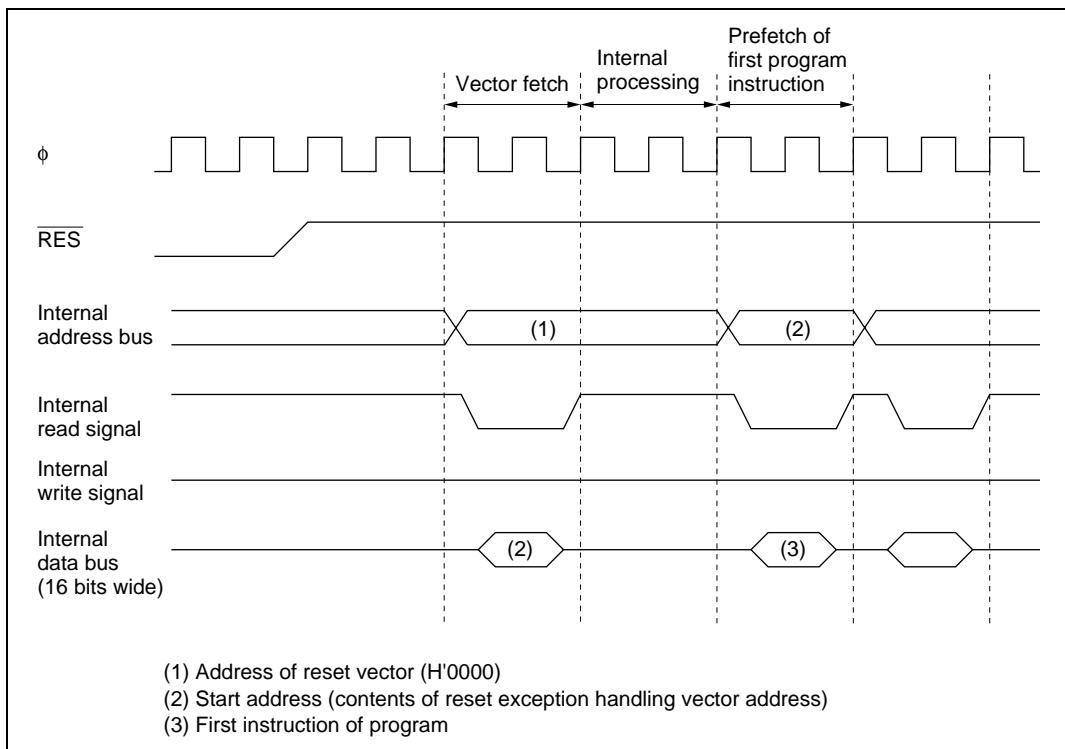 Prefetch of
first program
instruction
Internal
processing
Vector fetch
ϕ
RES
Internal
address bus
(1)
(2)
Internal
read signal
Internal
write signal
Internal
data bus
(16 bits wide)
(2)
(3)
(1) Address of reset vector (H'0000)
(2) Start address (contents of reset exception handling vector address)
(3) First instruction of program